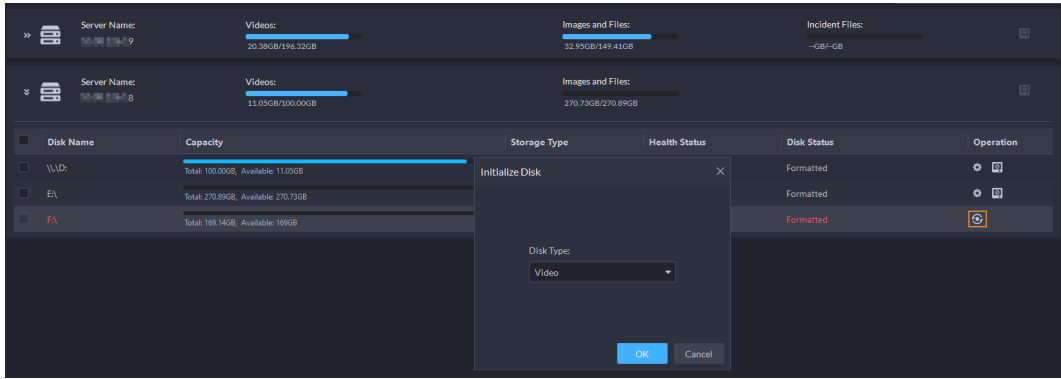 Server Name: Videos: Images and Files: Incident Files:
9 20.38GB/196.32GB 32.95GB/149.41GB --GB/--GB
Server Name: Videos: Images and Files:
8 11.05GB/100.00GB 270.73GB/270.89GB
Disk Name Capacity Storage Type Health Status Disk Status Operation
\\.\D: Total: 100.00GB, Available: 11.05GB Formatted
E:\ Total: 270.89GB, Available: 270.73GB Formatted
F:\ Total: 169.14GB, Available: 169GB Formatted
Initialize Disk
Disk Type:
Video
OK Cancel